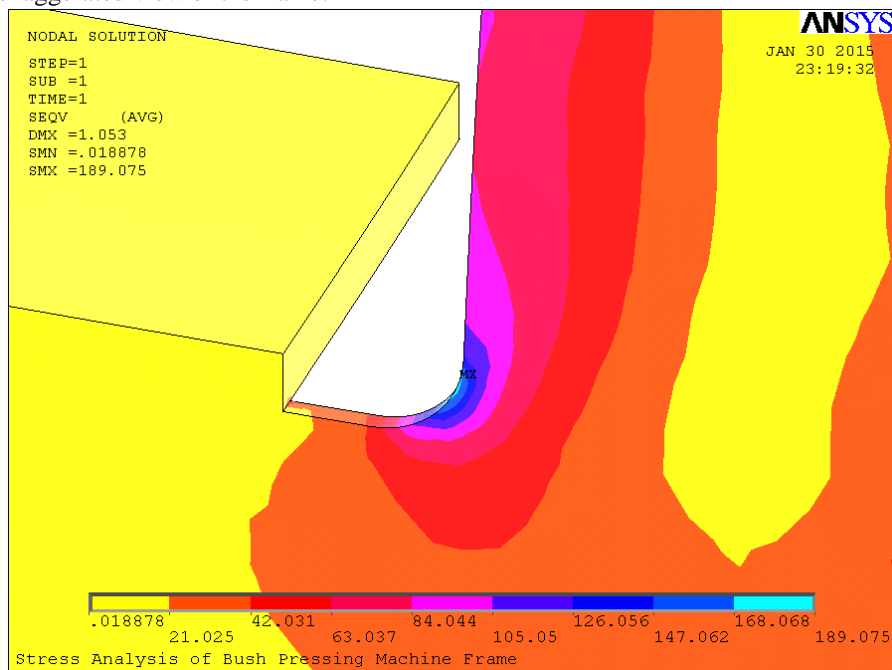 NODAL SOLUTION
STEP=1
SUB =1
TIME=1
SEQV (AVG)
DMX =1.053
SMN =.018878
SMX =189.075
ANSYS
JAN 30 2015
23:19:32
MX
.018878 42.031 84.044 126.056 168.068
21.025 63.037 105.05 147.062 189.075
Stress Analysis of Bush Pressing Machine Frame